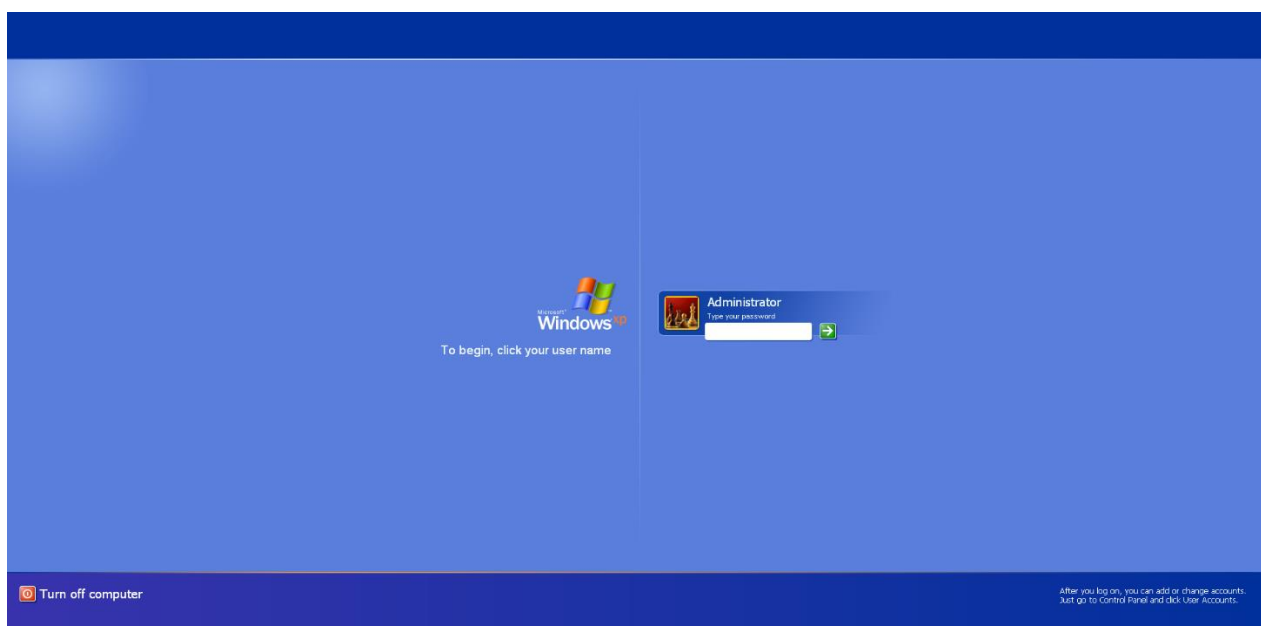 Microsoft®
Windows xp
To begin, click your user name
Administrator
Type your password
Turn off computer
After you log on, you can add or change accounts.
Just go to Control Panel and click User Accounts.